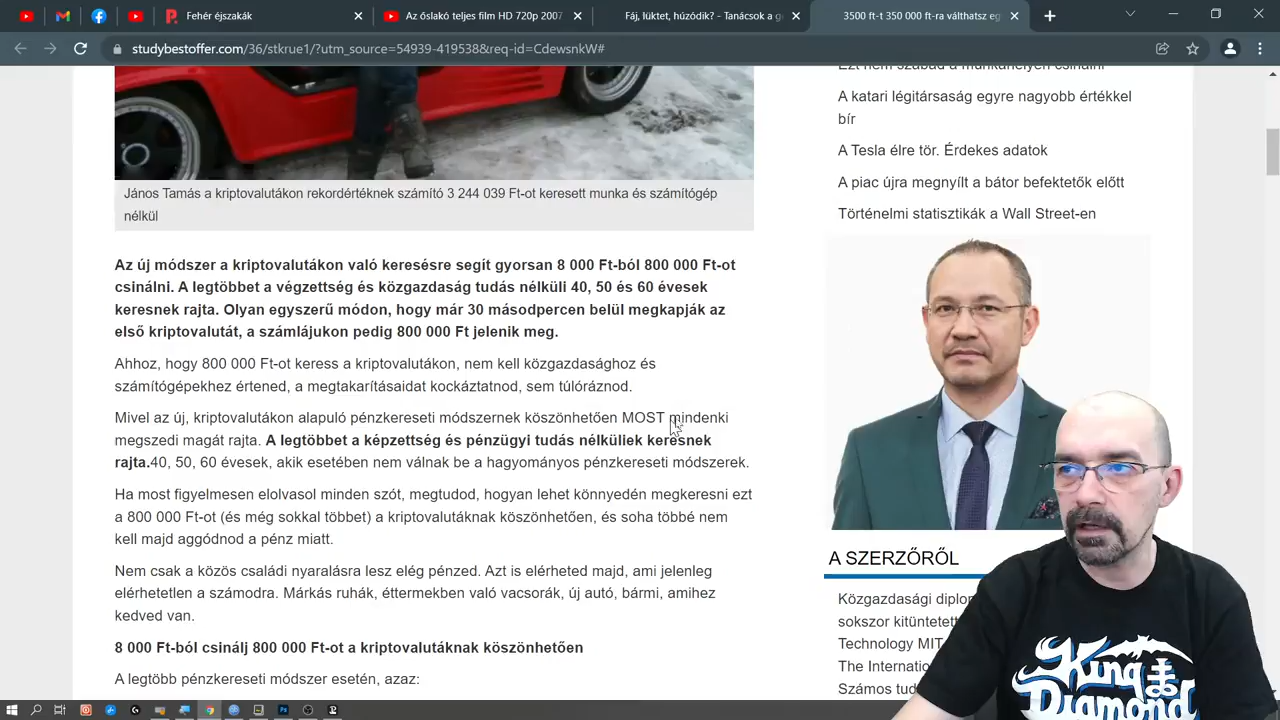 Fehér éjszakák
Az őslakó teljes film HD 720p 2007
Fáj, lüktet, húzódik? - Tanácsok a g
3500 ft-t 350 000 ft-ra válthatsz eg
studybestoffer.com/36/stkrue1/?utm_source=54939-419538&req-id=CdewsnkW#
János Tamás a kriptovalutákon rekordértéknek számító 3 244 039 Ft-ot keresett munka és számítógép
nélkül
Az új módszer a kriptovalutákon való keresésre segít gyorsan 8 000 Ft-ból 800 000 Ft-ot
csinálni. A legtöbbet a végzettség és közgazdaság tudás nélküli 40, 50 és 60 évesek
keresnek rajta. Olyan egyszerű módon, hogy már 30 másodpercen belül megkapják az
első kriptovalutát, a számlájukon pedig 800 000 Ft jelenik meg.
Ahhoz, hogy 800 000 Ft-ot keress a kriptovalutákon, nem kell közgazdasághoz és
számítógépekhez értened, a megtakarításaidat kockáztatnod, sem túlóráznod.
Mivel az új, kriptovalutákon alapuló pénzkereseti módszernek köszönhetően MOST mindenki
megszedi magát rajta. A legtöbbet a képzettség és pénzügyi tudás nélküliek keresnek
rajta.40, 50, 60 évesek, akik esetében nem válnak be a hagyományos pénzkereseti módszerek.
Ha most figyelmesen elolvasol minden szót, megtudod, hogyan lehet könnyedén megkeresni ezt
a 800 000 Ft-ot (és még sokkal többet) a kriptovalutáknak köszönhetően, és soha többé nem
kell majd aggódnod a pénz miatt.
Nem csak a közös családi nyaralásra lesz elég pénzed. Azt is elérheted majd, ami jelenleg
elérhetetlen a számodra. Márkás ruhák, éttermekben való vacsorák, új autó, bármi, amihez
kedved van.
8 000 Ft-ból csinálj 800 000 Ft-ot a kriptovalutáknak köszönhetően
A legtöbb pénzkereseti módszer esetén, azaz:
Ezt nem szabad a munkahelyen csinálni
A katari légitársaság egyre nagyobb értékkel
bír
A Tesla élre tör. Érdekes adatok
A piac újra megnyílt a bátor befektetők előtt
Történelmi statisztikák a Wall Street-en
A SZERZŐRŐL
Közgazdasági diplo
sokszor kitüntetett
Technology MIT
The Internatio
Számos tud
King
Diamond